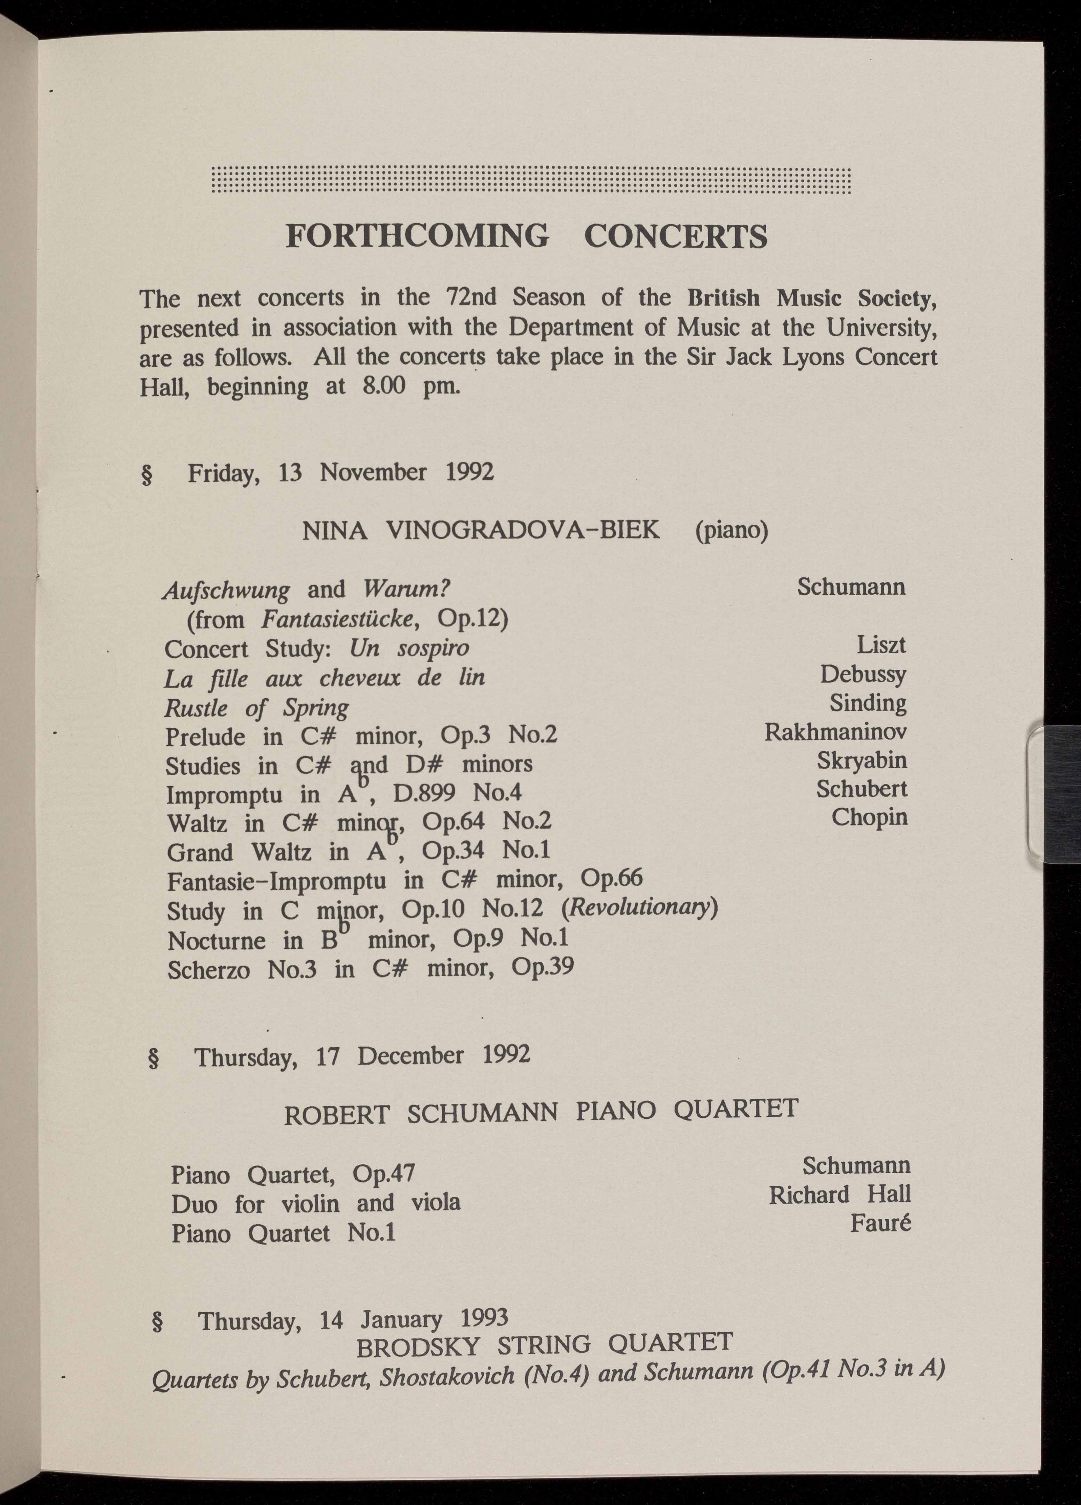 FORTHCOMING CONCERTS
The next concerts in the 72nd Season of the British Music Society,
presented in association with the Department of Music at the University,
are as follows. All the concerts take place in the Sir Jack Lyons Concert
Hall, beginning at 8.00 pm.
§ Friday, 13 November 1992
NINA VINOGRADOVA-BIEK (piano)
Aufschwung and Warum? Schumann
(from Fantasiestücke, Op.12)
Concert Study: Un sospiro Liszt
La fille aux cheveux de lin Debussy
Rustle of Spring Sinding
Prelude in C# minor, Op.3 No.2 Rakhmaninov
Studies in C# and D# minors Skryabin
Impromptu in Ab, D.899 No.4 Schubert
Waltz in C# minor, Op.64 No.2 Chopin
Grand Waltz in Ab, Op.34 No.1
Fantasie-Impromptu in C# minor, Op.66
Study in C minor, Op.10 No.12 (Revolutionary)
Nocturne in Bb minor, Op.9 No.1
Scherzo No.3 in C# minor, Op.39
§ Thursday, 17 December 1992
ROBERT SCHUMANN PIANO QUARTET
Piano Quartet, Op.47 Schumann
Duo for violin and viola Richard Hall
Piano Quartet No.1 Fauré
§ Thursday, 14 January 1993
BRODSKY STRING QUARTET
Quartets by Schubert, Shostakovich (No.4) and Schumann (Op.41 No.3 in A)